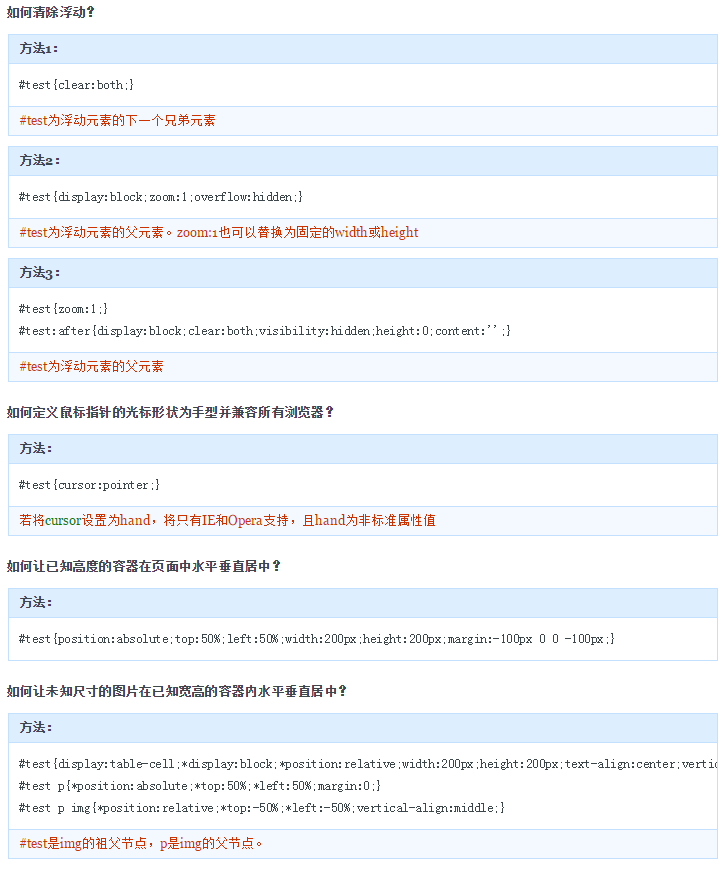 如何清除浮动？
方法1：
#test{clear:both;}
#test为浮动元素的下一个兄弟元素
方法2：
#test{display:block;zoom:1;overflow:hidden;}
#test为浮动元素的父元素。zoom:1也可以替换为固定的width或height
方法3：
#test{zoom:1;}
#test:after{display:block;clear:both;visibility:hidden;height:0;content:'';}
#test为浮动元素的父元素
如何定义鼠标指针的光标形状为手型并兼容所有浏览器？
方法：
#test{cursor:pointer;}
若将cursor设置为hand，将只有IE和Opera支持，且hand为非标准属性值
如何让已知高度的容器在页面中水平垂直居中？
方法：
#test{position:absolute;top:50%;left:50%;width:200px;height:200px;margin:-100px 0 0 -100px;}
如何让未知尺寸的图片在已知宽高的容器内水平垂直居中？
方法：
#test{display:table-cell;*display:block;*position:relative;width:200px;height:200px;text-align:center;vertic
#test p{*position:absolute;*top:50%;*left:50%;margin:0;}
#test p img{*position:relative;*top:-50%;*left:-50%;vertical-align:middle;}
#test是img的祖父节点，p是img的父节点。